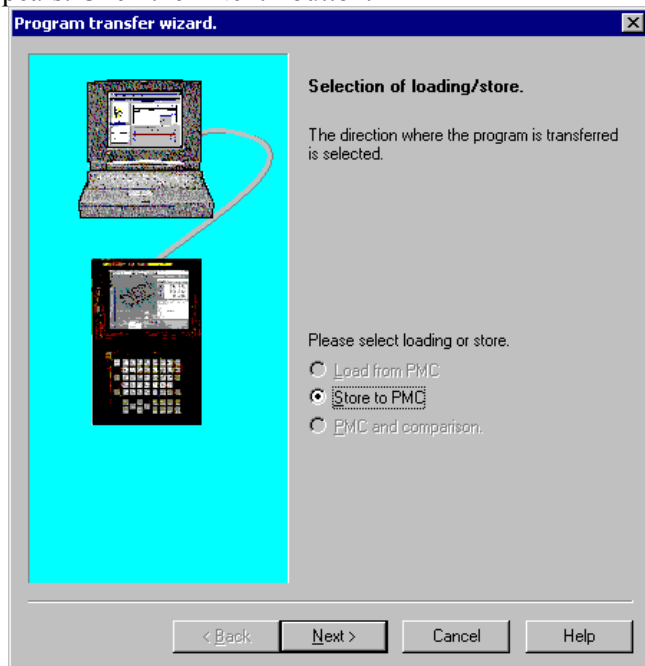 Program transfer wizard.
Selection of loading/store.
The direction where the program is transferred
is selected.
Please select loading or store.
Load from PMC
Store to PMC
PMC and comparison.
< Back
Next >
Cancel
Help